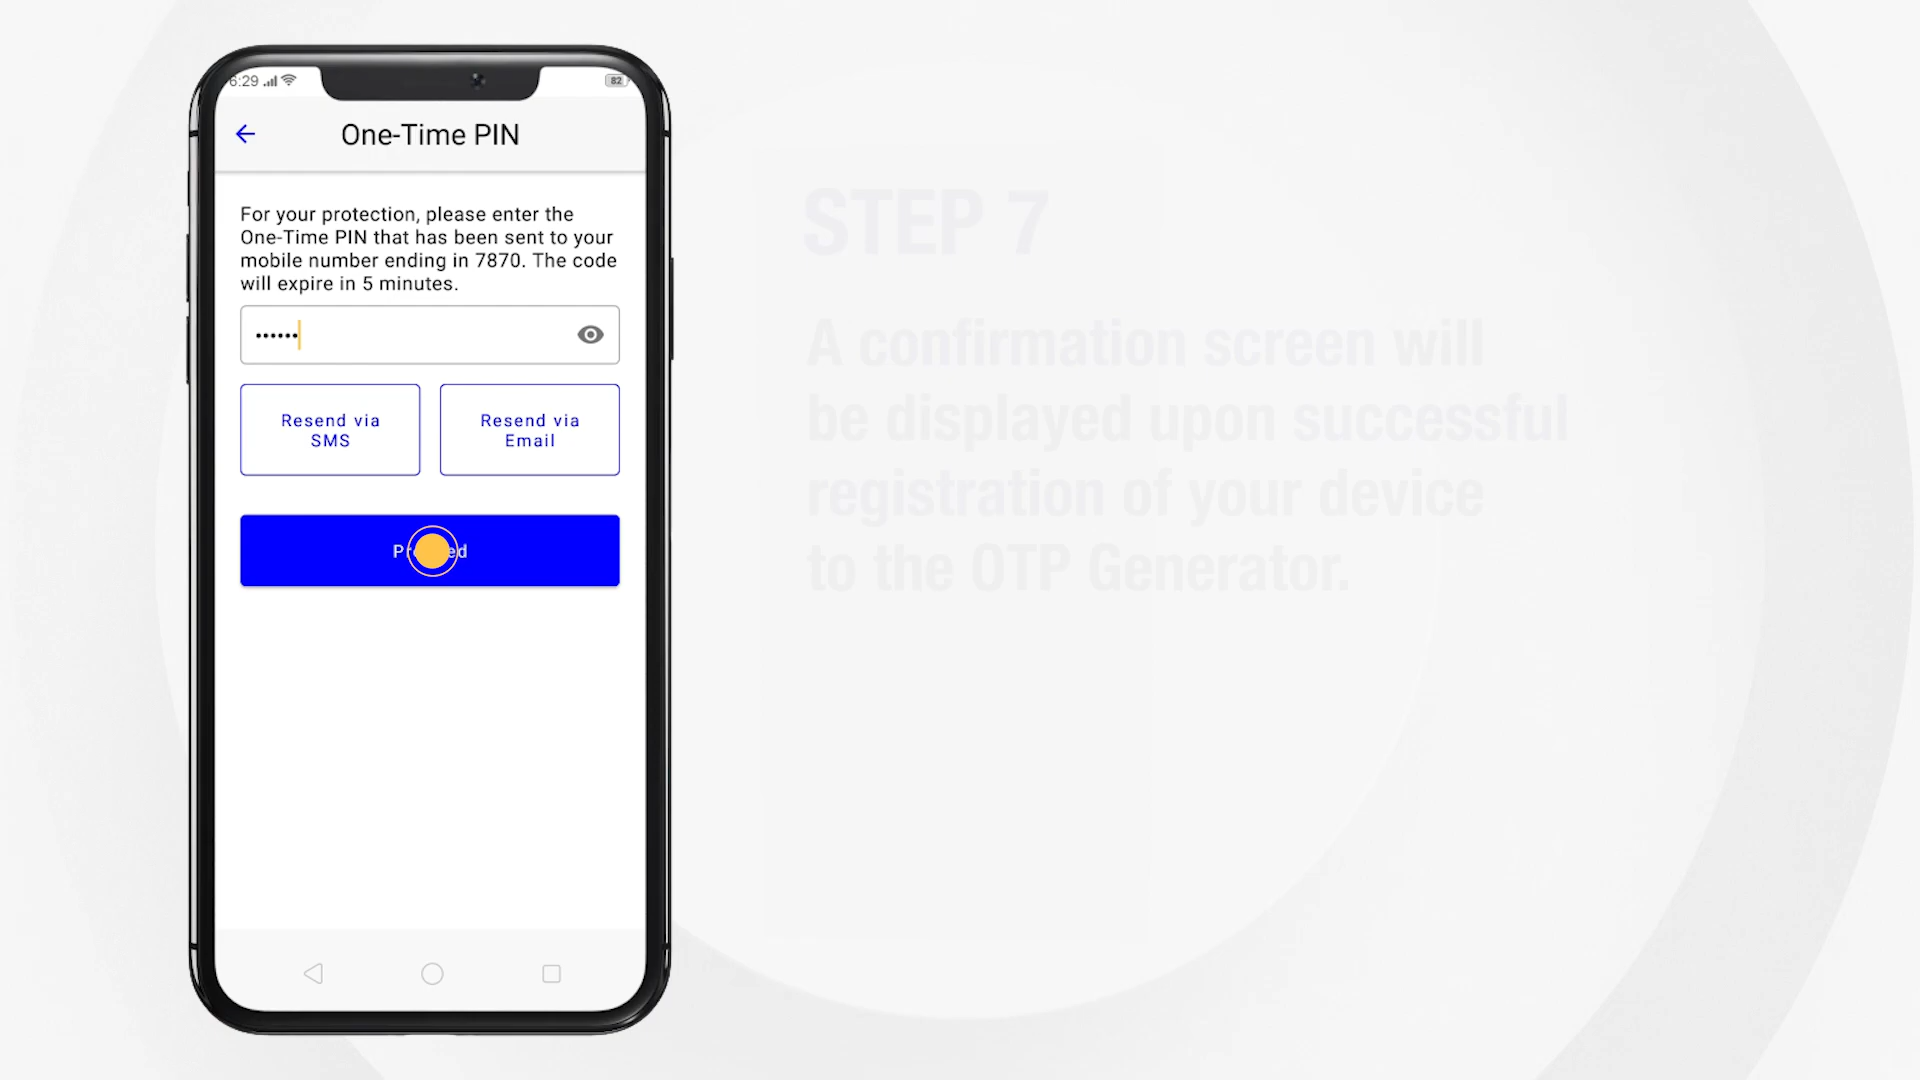 6:29
82
One-Time PIN
For your protection, please enter the
One-Time PIN that has been sent to your
mobile number ending in 7870. The code
will expire in 5 minutes.
Resend via
SMS
Resend via
Email
Proceed
STEP 7
A confirmation screen will
be displayed upon successful
registration of your device
to the OTP Generator.